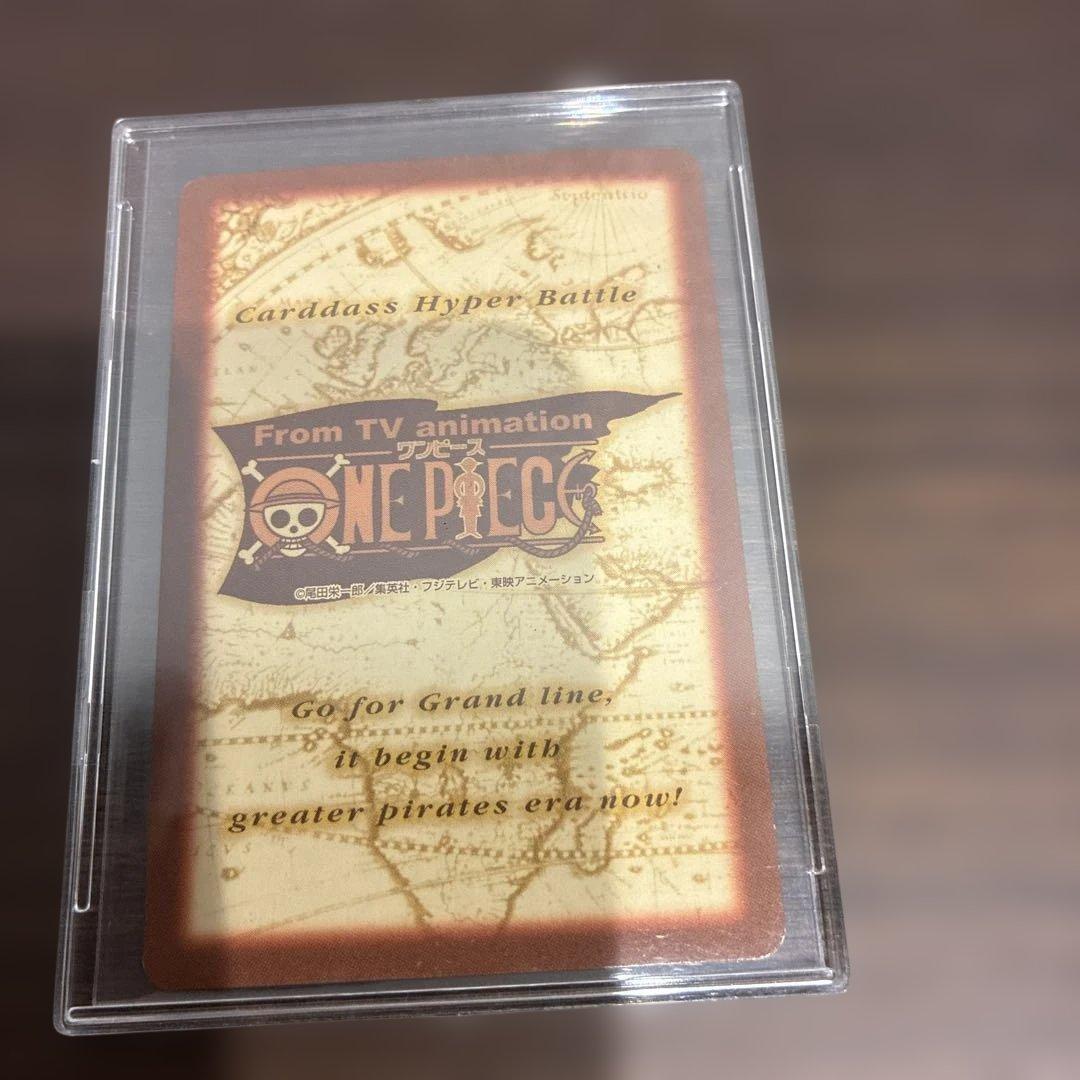 Septentrio
Carddass Hyper Battle
From TV animation
ワンピース
ONE PIECE
©尾田栄一郎／集英社・フジテレビ・東映アニメーション
Go for Grand line,
it begin with
greater pirates era now!